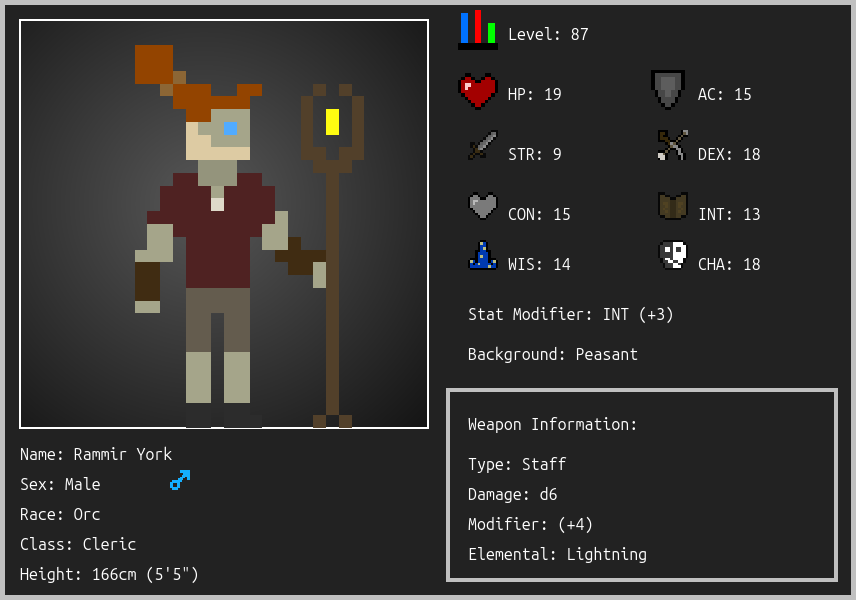 Level: 87
HP: 19
AC: 15
STR: 9
DEX: 18
CON: 15
INT: 13
WIS: 14
CHA: 18
Stat Modifier: INT (+3)
Background: Peasant
Weapon Information:
Type: Staff
Damage: d6
Modifier: (+4)
Elemental: Lightning
Name: Rammir York
Sex: Male
Race: Orc
Class: Cleric
Height: 166cm (5'5")